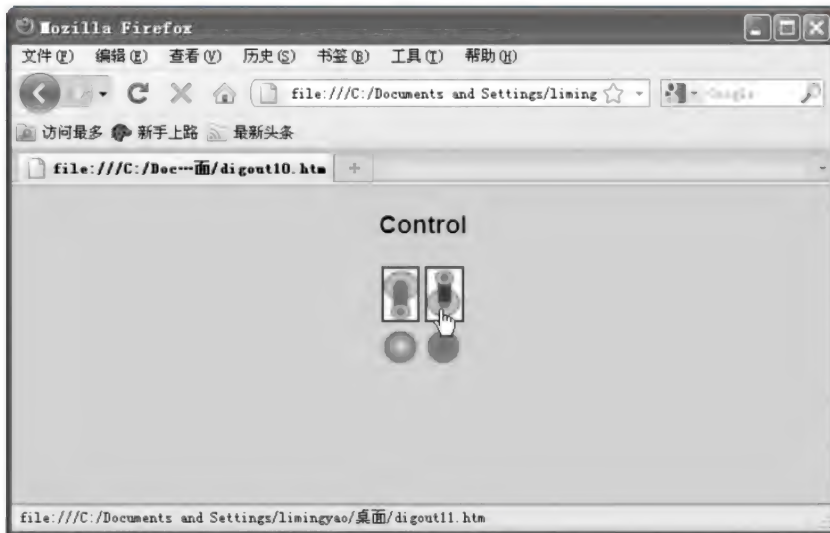 Mozilla Firefox
文件(F) 编辑(E) 查看(V) 历史(S) 书签(B) 工具(T) 帮助(H)
file:///C:/Documents and Settings/liming
访问最多 新手上路 最新头条
file:///C:/Doc…面/digout10.htm
Control
file:///C:/Documents and Settings/limingyao/桌面/digout11.htm